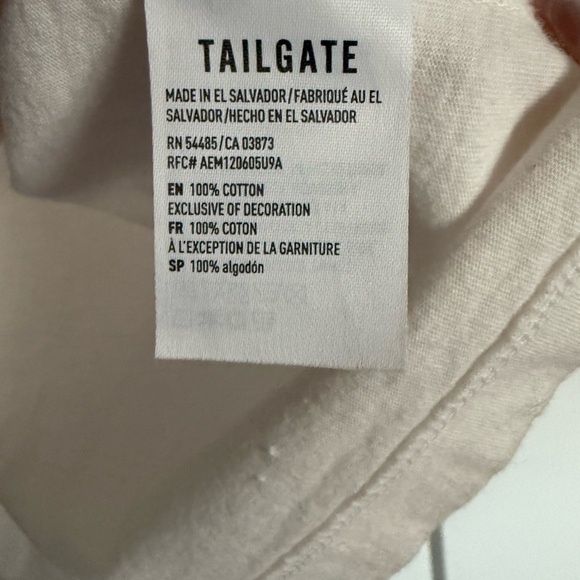 TAILGATE
MADE IN EL SALVADOR/FABRIQUÉ AU EL
SALVADOR/HECHO EN EL SALVADOR
RN 54485/CA 03873
RFC# AEM120605U9A
EN 100% COTTON
EXCLUSIVE OF DECORATION
FR 100% COTON
À L'EXCEPTION DE LA GARNITURE
SP 100% algodón